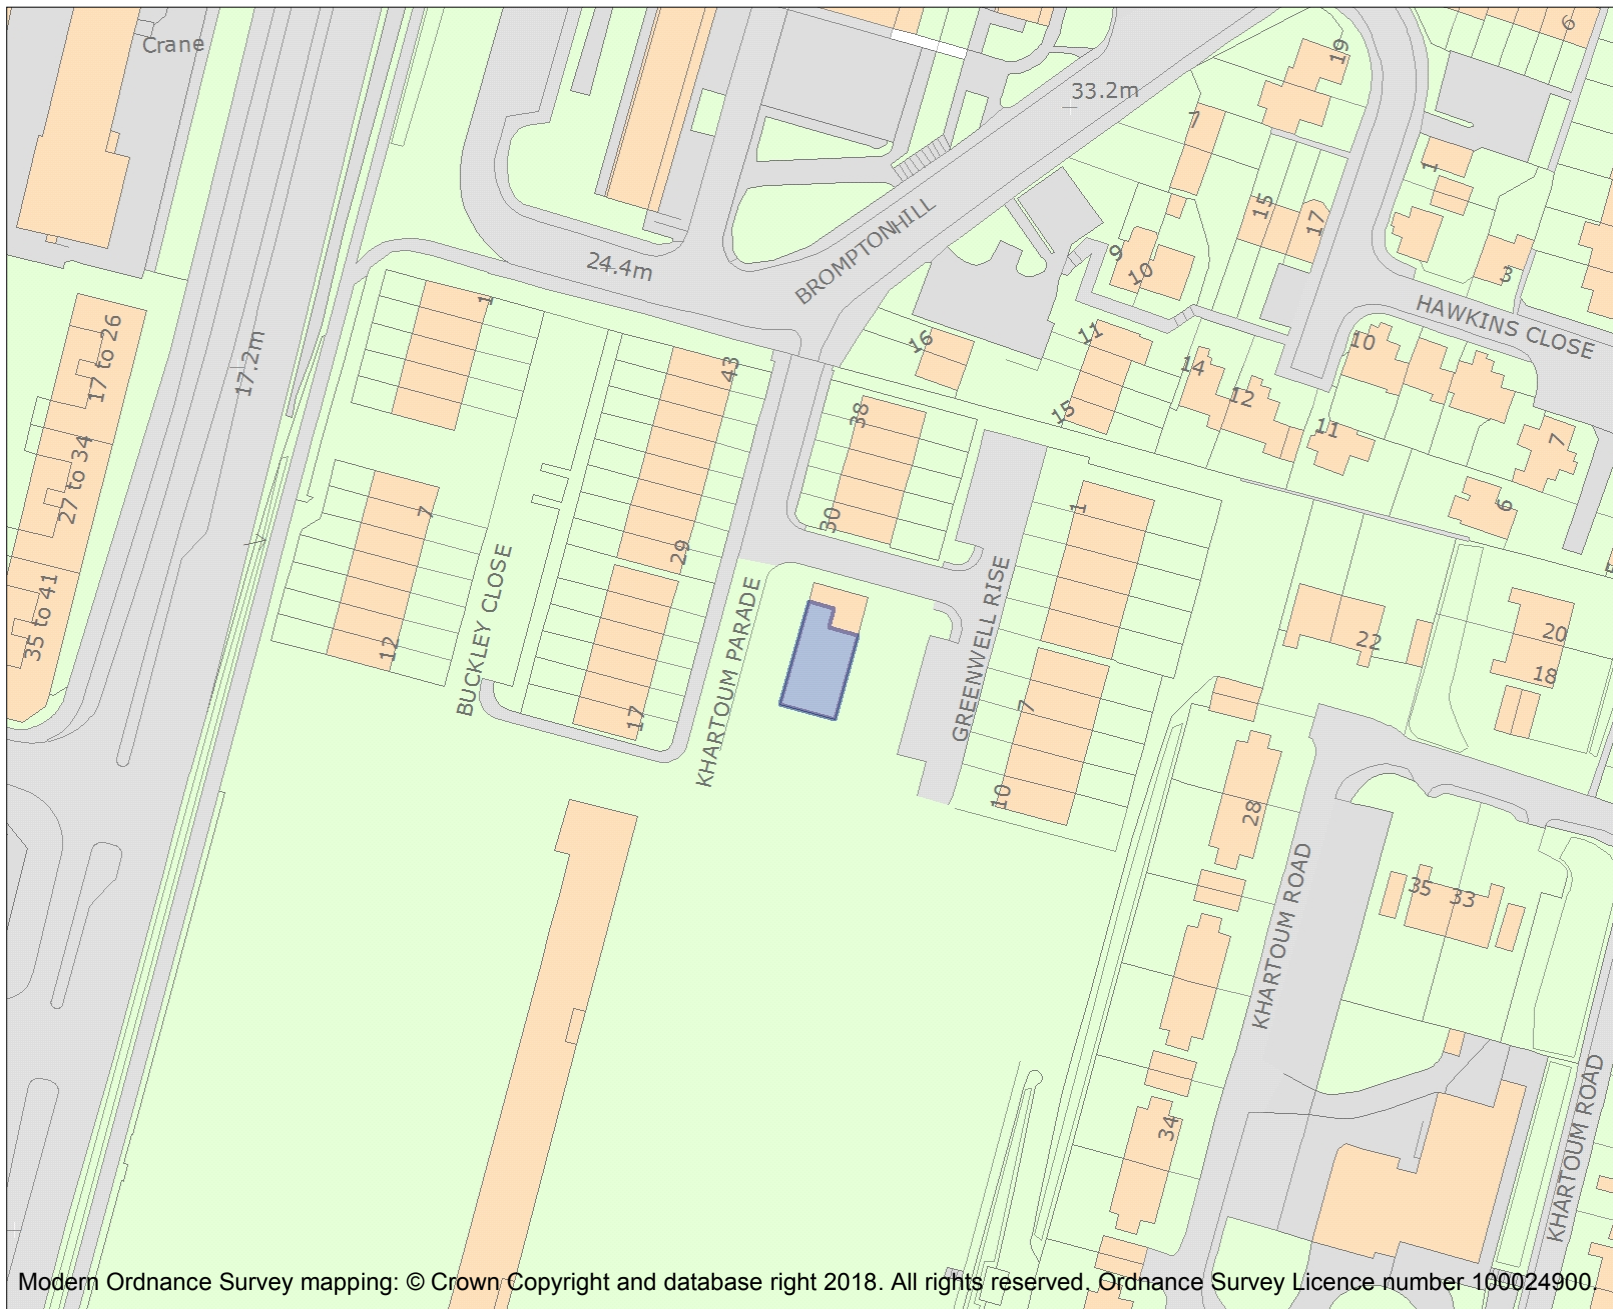 Crane
6
19
33.2m
7
1
15
17
BROMPTONHILL
24.4m
9
10
3
HAWKINS CLOSE
1
17 to 26
17.2m
43
16
11
10
14
12
15
38
11
7
27 to 34
7
30
1
6
29
35 to 41
BUCKLEY CLOSE
KHARTOUM PARADE
GREENWELL RISE
12
22
20
18
17
7
10
28
KHARTOUM ROAD
35
33
34
KHARTOUM ROAD
Modern Ordnance Survey mapping: © Crown Copyright and database right 2018. All rights reserved. Ordnance Survey Licence number 100024900.